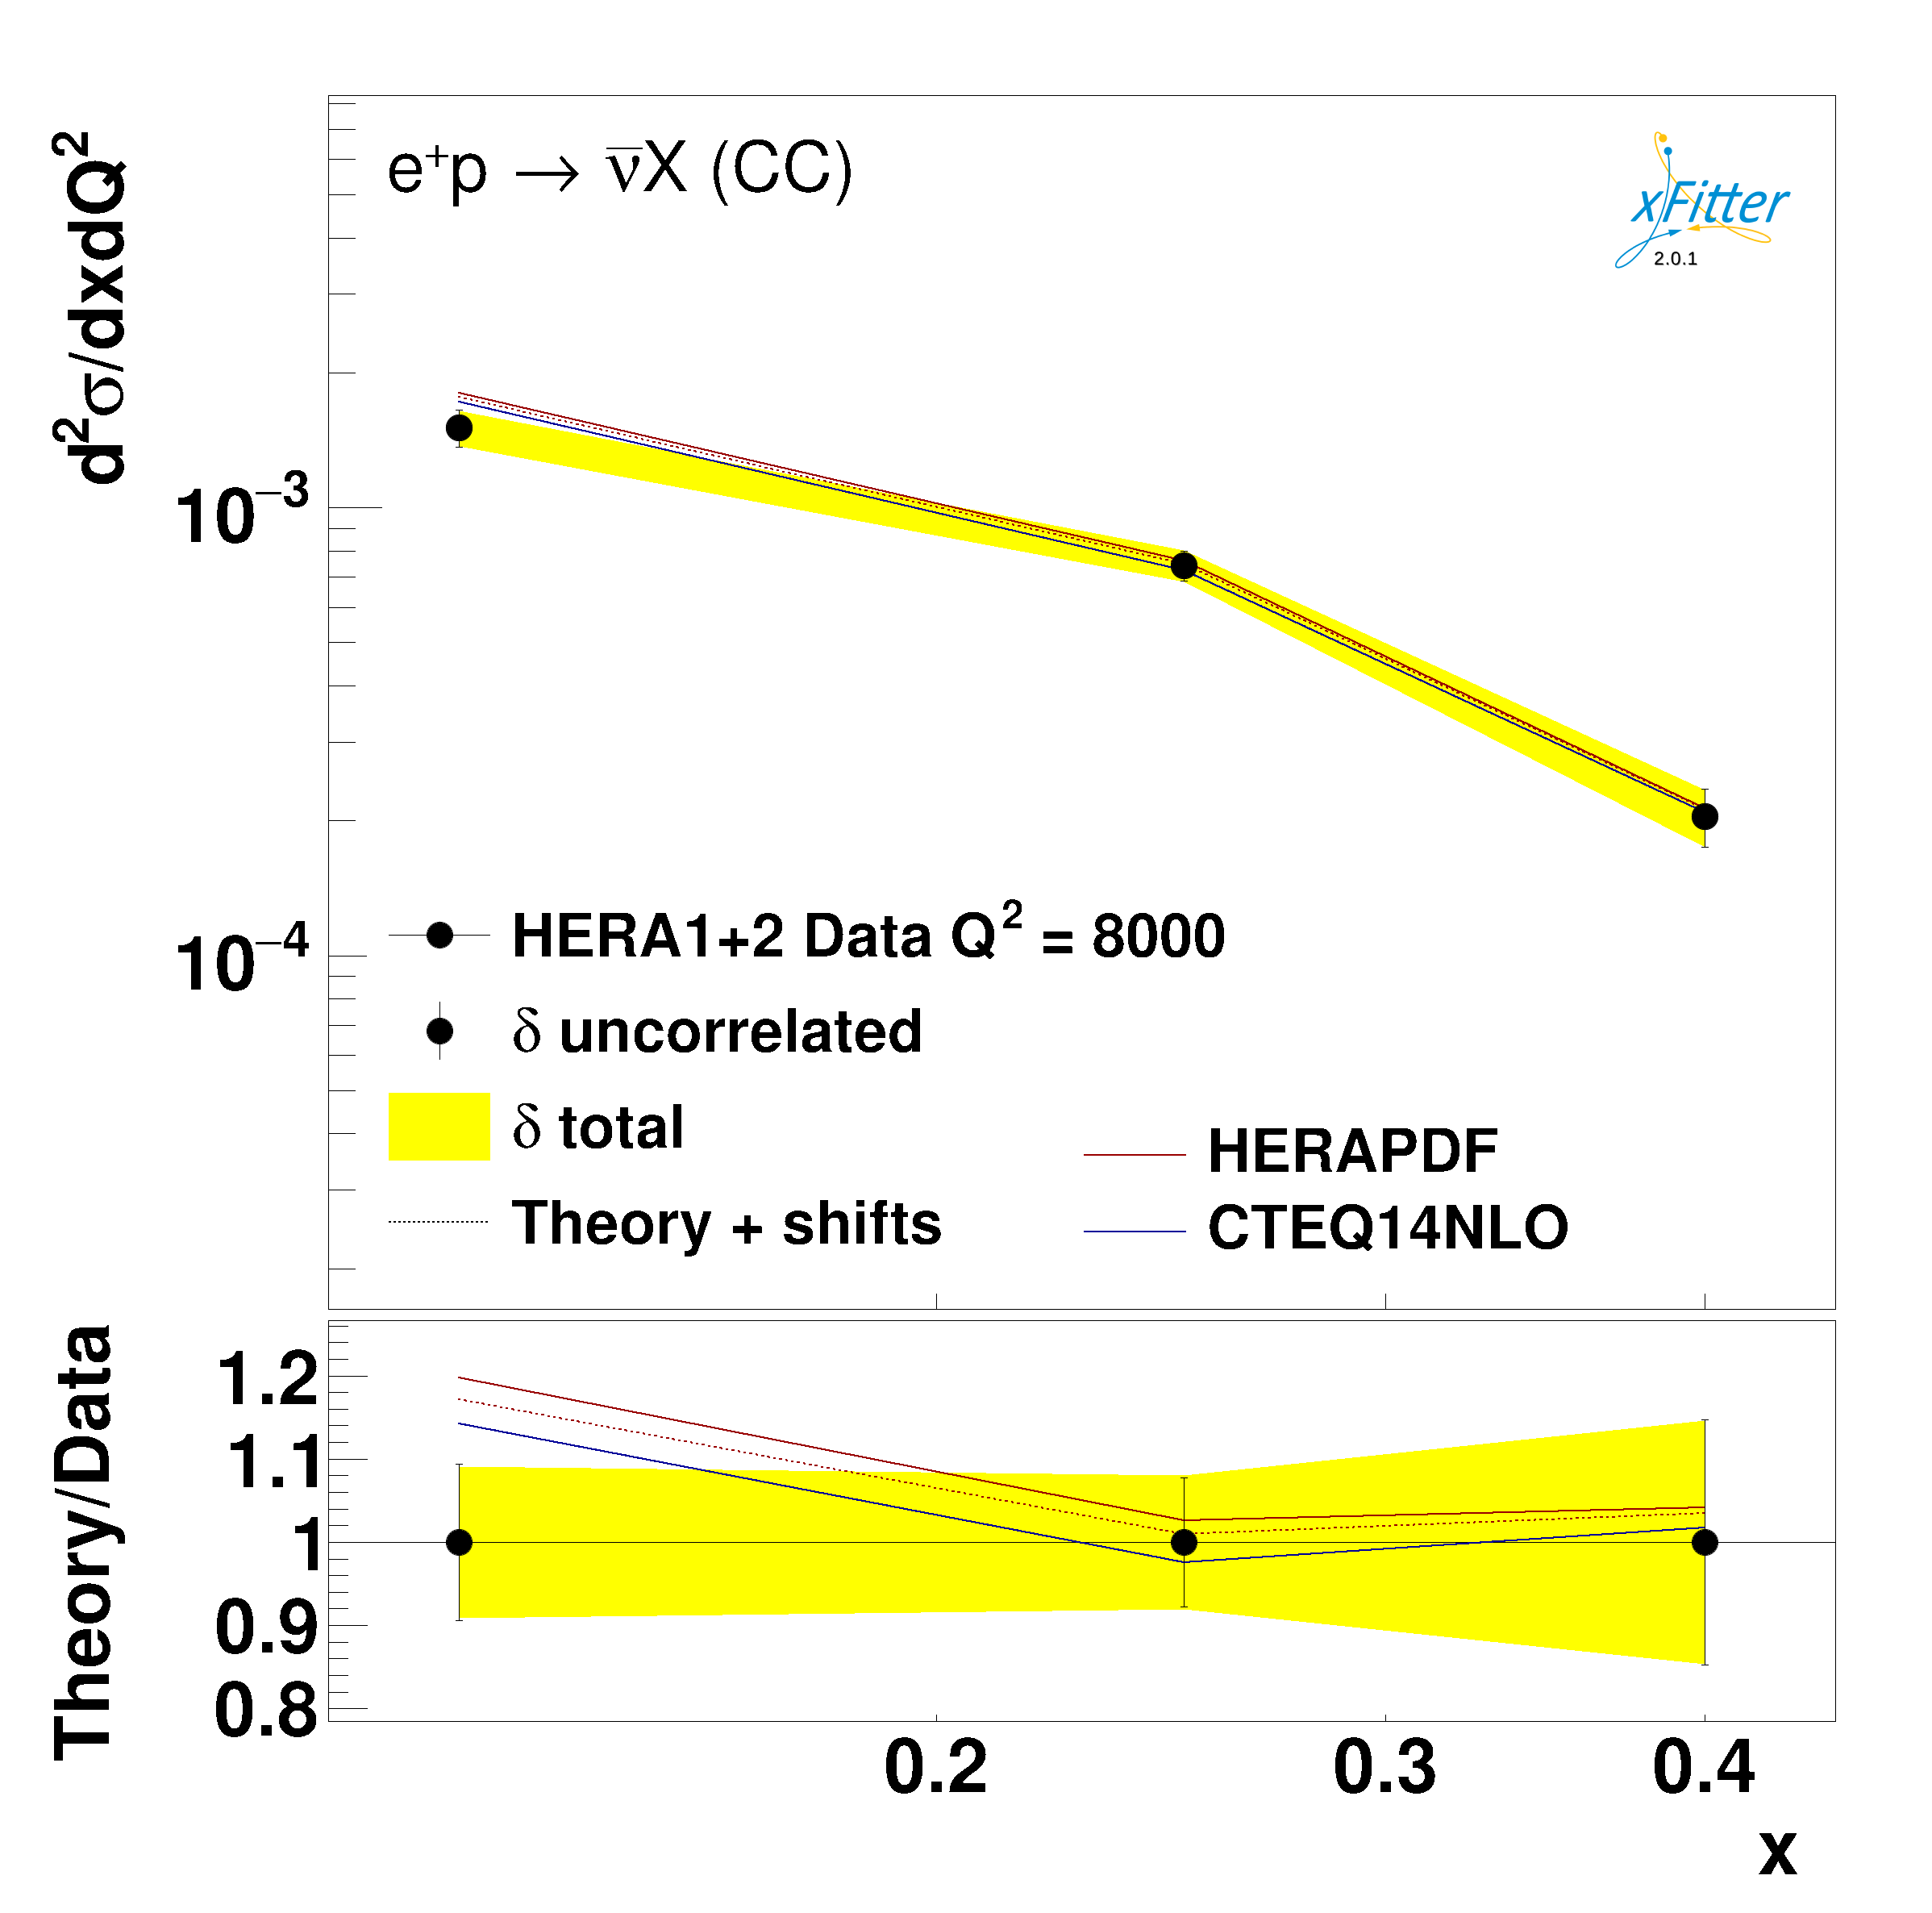 e⁺p → ν̄X (CC)
xFitter
2.0.1
d²σ/dxdQ²
10⁻³
10⁻⁴
HERA1+2 Data Q² = 8000
δ uncorrelated
δ total
Theory + shifts
HERAPDF
CTEQ14NLO
Theory/Data
1.2
1.1
1
0.9
0.8
0.2 0.3 0.4
x